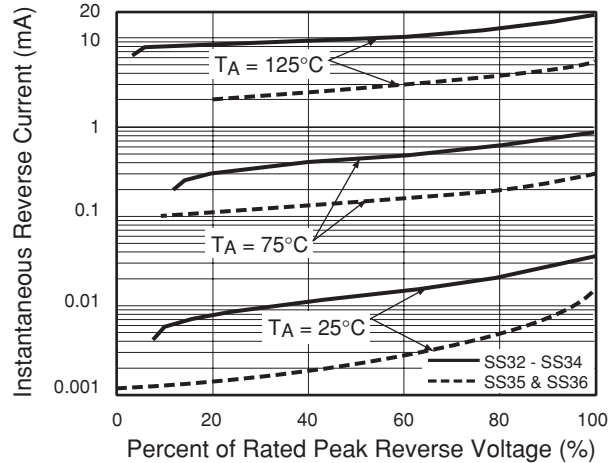 Instantaneous Reverse Current (mA)
20
10
1
0.1
0.01
0.001
TA = 125°C
TA = 75°C
TA = 25°C
SS32 - SS34
SS35 & SS36
0 20 40 60 80 100
Percent of Rated Peak Reverse Voltage (%)